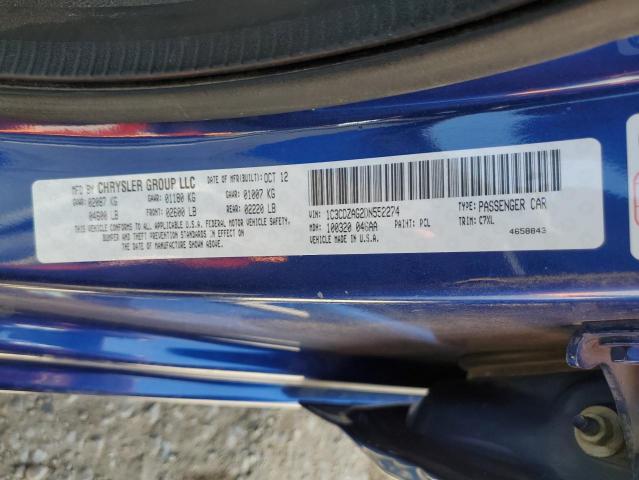 MFD BY CHRYSLER GROUP LLC
DATE OF MFR(BUILT): OCT 12
GVWR: GAWR: GAWR:
02087 KG 01180 KG 01007 KG
04600 LB FRONT: 02600 LB REAR: 02220 LB
THIS VEHICLE CONFORMS TO ALL APPLICABLE U.S.A. FEDERAL MOTOR VEHICLE SAFETY,
BUMPER AND THEFT PREVENTION STANDARDS IN EFFECT ON
THE DATE OF MANUFACTURE SHOWN ABOVE.
VIN: 1C3CDZAG2DN552274
TYPE: PASSENGER CAR
MDH: 100320 046AA PAINT: PCL TRIM: C7XL
VEHICLE MADE IN U.S.A.
4658843